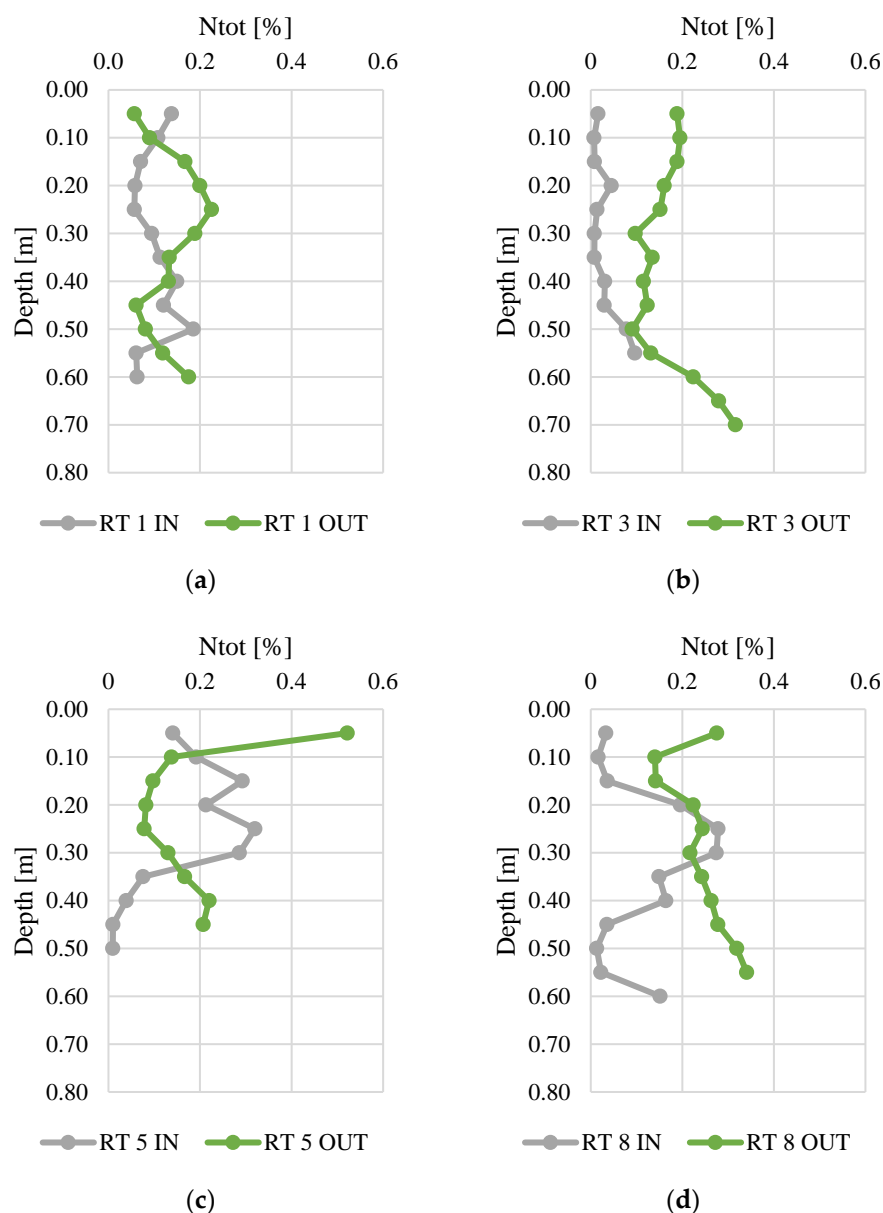 Ntot [%]
0.0 0.2 0.4 0.6
0.00
0.10
0.20
0.30
0.40
0.50
0.60
0.70
0.80
Depth [m]
RT 1 IN RT 1 OUT
(a)
Ntot [%]
0 0.2 0.4 0.6
0.00
0.10
0.20
0.30
0.40
0.50
0.60
0.70
0.80
Depth [m]
RT 3 IN RT 3 OUT
(b)
Ntot [%]
0 0.2 0.4 0.6
0.00
0.10
0.20
0.30
0.40
0.50
0.60
0.70
0.80
Depth [m]
RT 5 IN RT 5 OUT
(c)
Ntot [%]
0 0.2 0.4 0.6
0.00
0.10
0.20
0.30
0.40
0.50
0.60
0.70
0.80
Depth [m]
RT 8 IN RT 8 OUT
(d)